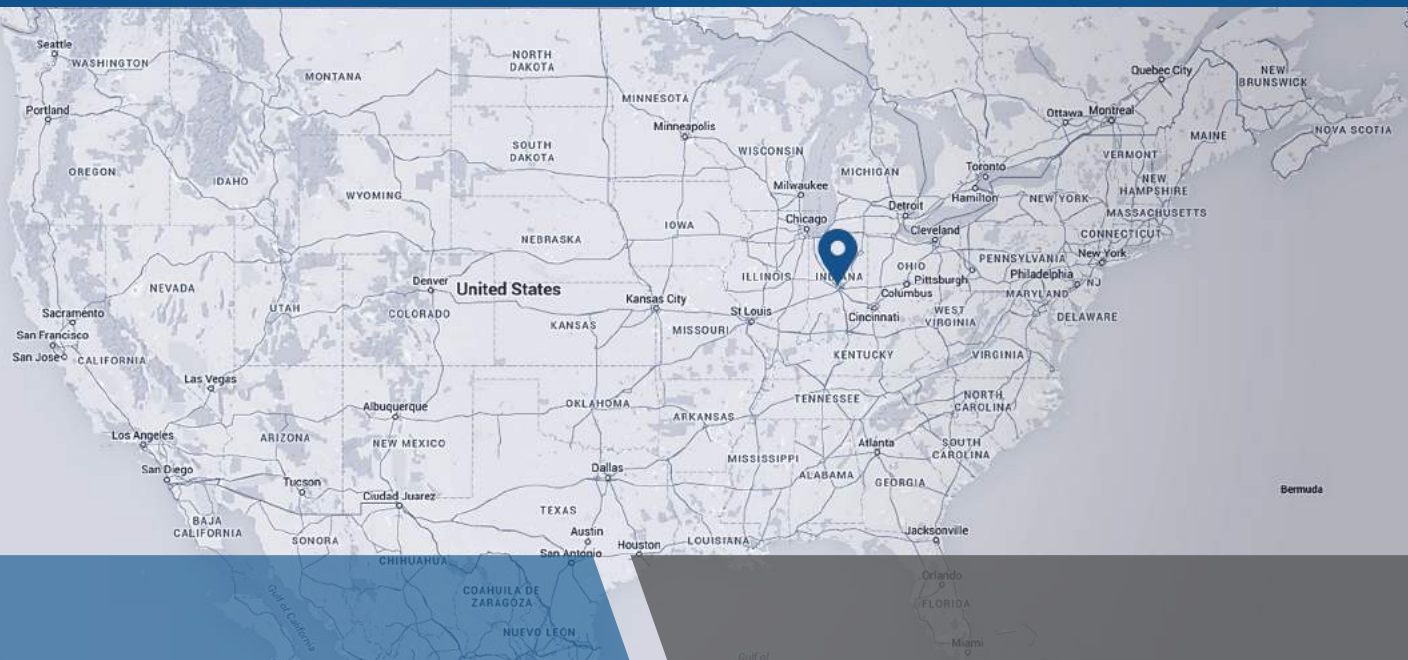 Seattle
WASHINGTON
MONTANA
NORTH
DAKOTA
MINNESOTA
Minneapolis
Quebec City
NEW
BRUNSWICK
Portland
Ottawa
Montreal
MAINE
NOVA SCOTIA
OREGON
IDAHO
WYOMING
SOUTH
DAKOTA
WISCONSIN
Milwaukee
MICHIGAN
Toronto
Hamilton
VERMONT
NEW
HAMPSHIRE
NEW YORK
MASSACHUSETTS
CONNECTICUT
Detroit
Chicago
Cleveland
IOWA
NEBRASKA
NEVADA
UTAH
Denver
COLORADO
United States
Kansas City
KANSAS
ILLINOIS
INDIANA
OHIO
Pittsburgh
Columbus
PENNSYLVANIA
New York
Philadelphia
NJ
MARYLAND
DELAWARE
Sacramento
San Francisco
San Jose
CALIFORNIA
St Louis
MISSOURI
Cincinnati
WEST
VIRGINIA
KENTUCKY
VIRGINIA
Las Vegas
Albuquerque
OKLAHOMA
ARKANSAS
TENNESSEE
NORTH
CAROLINA
Los Angeles
ARIZONA
NEW MEXICO
San Diego
Tucson
Ciudad Juarez
Dallas
MISSISSIPPI
ALABAMA
Atlanta
GEORGIA
SOUTH
CAROLINA
Bermuda
BAJA
CALIFORNIA
SONORA
TEXAS
Austin
San Antonio
Houston
LOUISIANA
Jacksonville
CHIHUAHUA
COAHUILA DE
ZARAGOZA
NUEVO LEON
Gulf of California
Orlando
FLORIDA
Miami
Gulf of